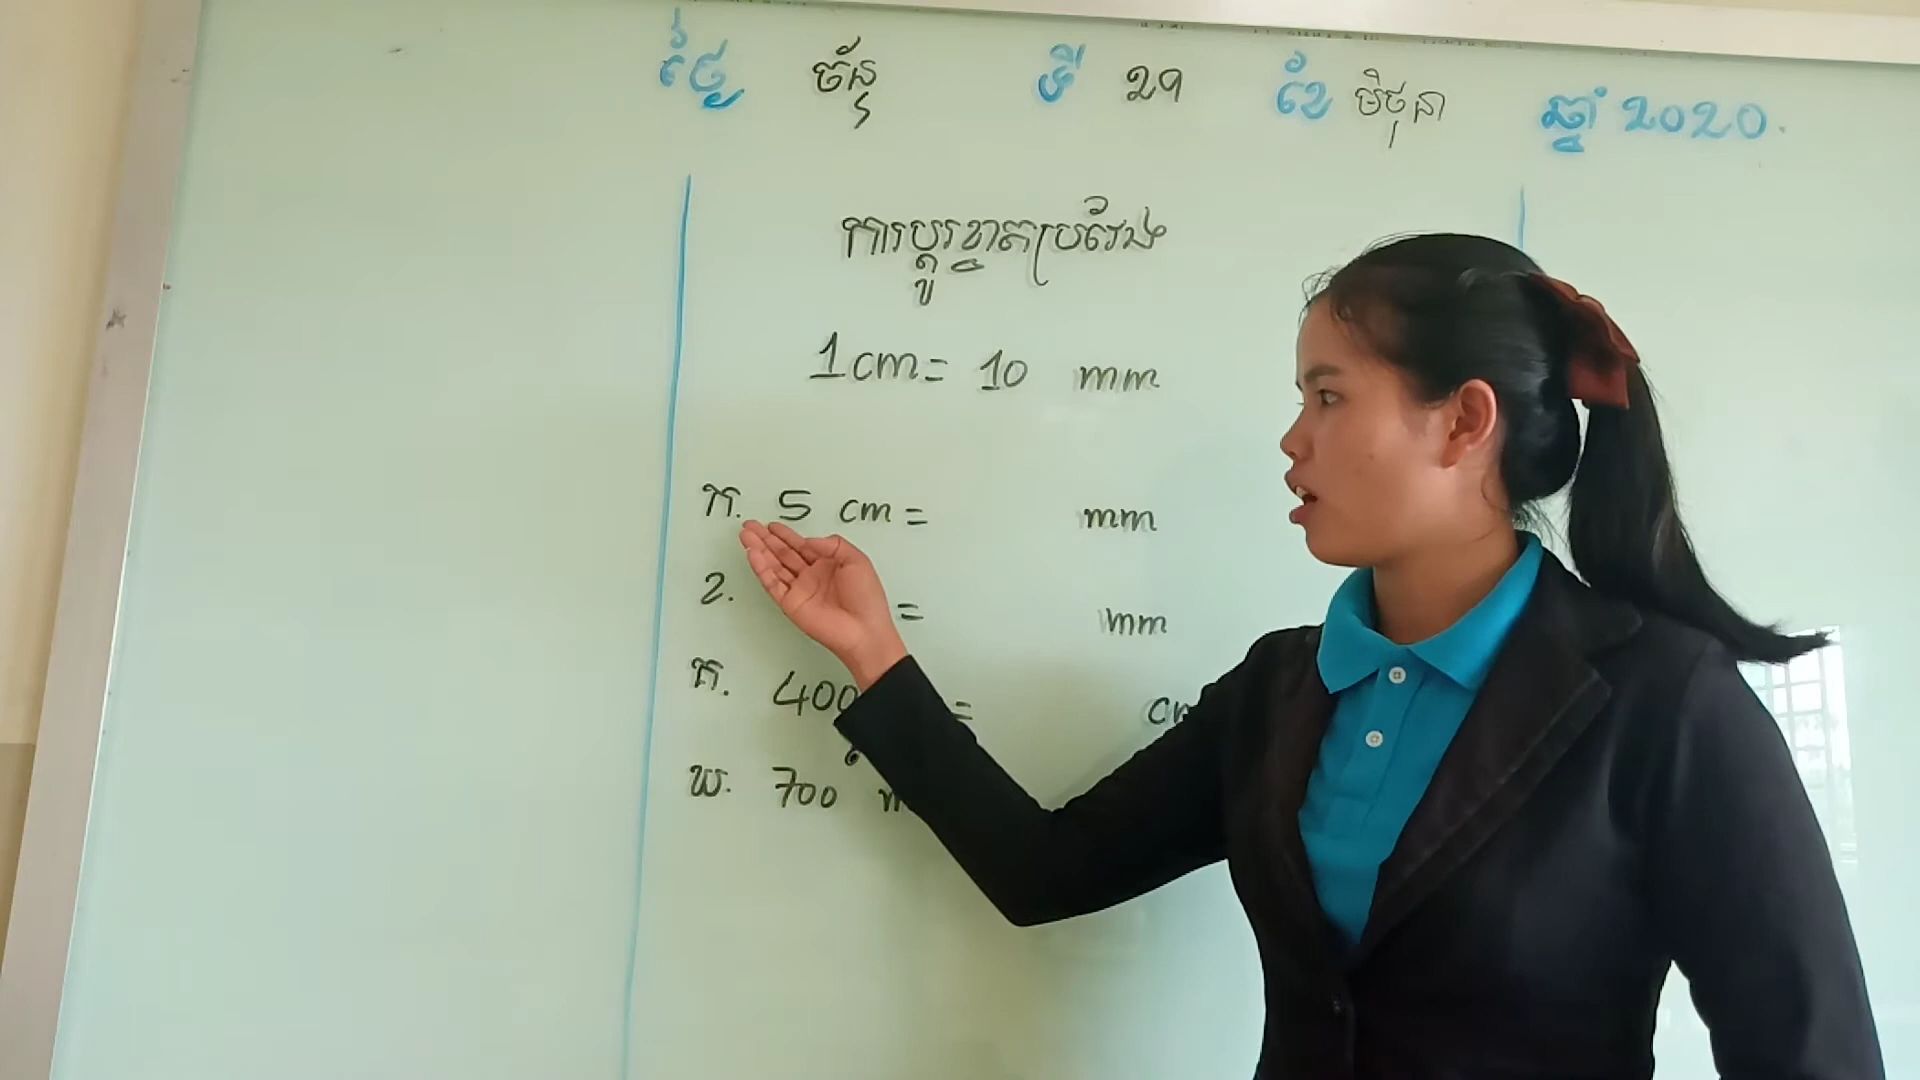 ថ្ងៃ ច័ន្ទ ទី ២១ ខែ មិថុនា ឆ្នាំ 2020.
ការប្តូរខ្នាតប្រវែង
1cm = 10 mm
ក. 5 cm = mm
ខ. = mm
គ. 400 =
ឃ. 700